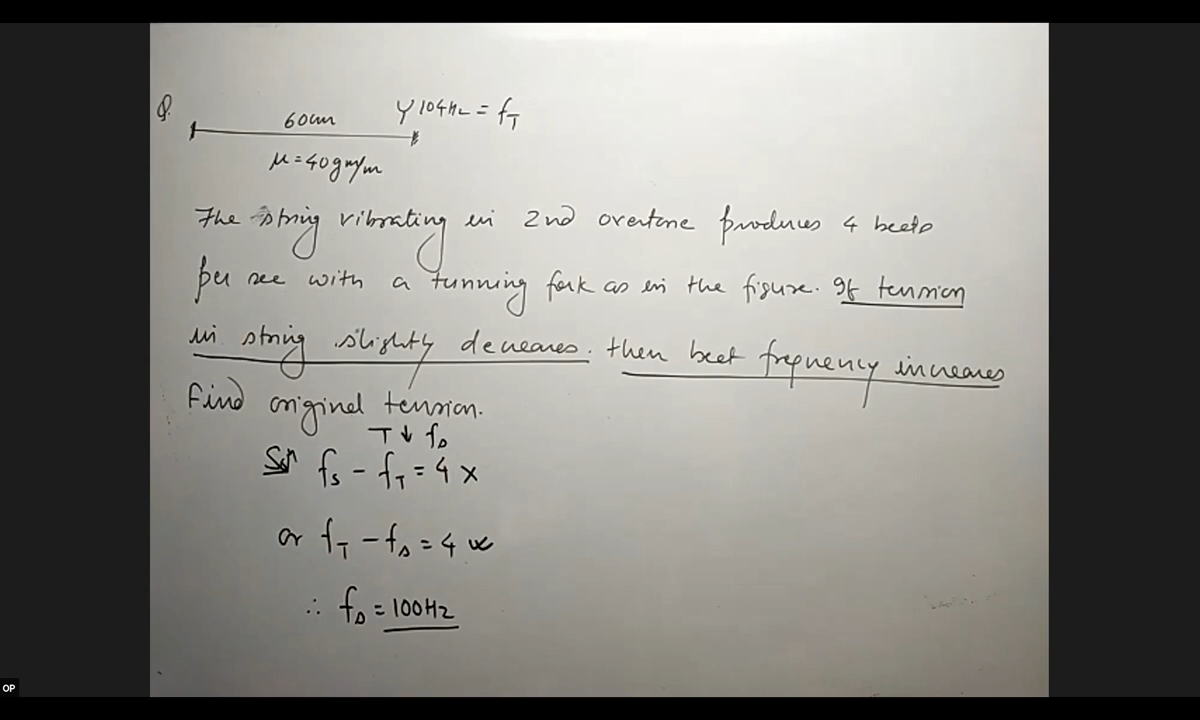 Q.
60cm
Y 104Hz = fT
μ = 40gm/m
The string vibrating in 2nd overtone produces 4 beats
per sec with a tunning fork as in the figure. If tension
in string slightly decreases. then beat frequency increases
Find original tension.
T ↓ fs
Soln fs - fT = 4 x
or fT - fs = 4 ✓
∴ fs = 100Hz
OP